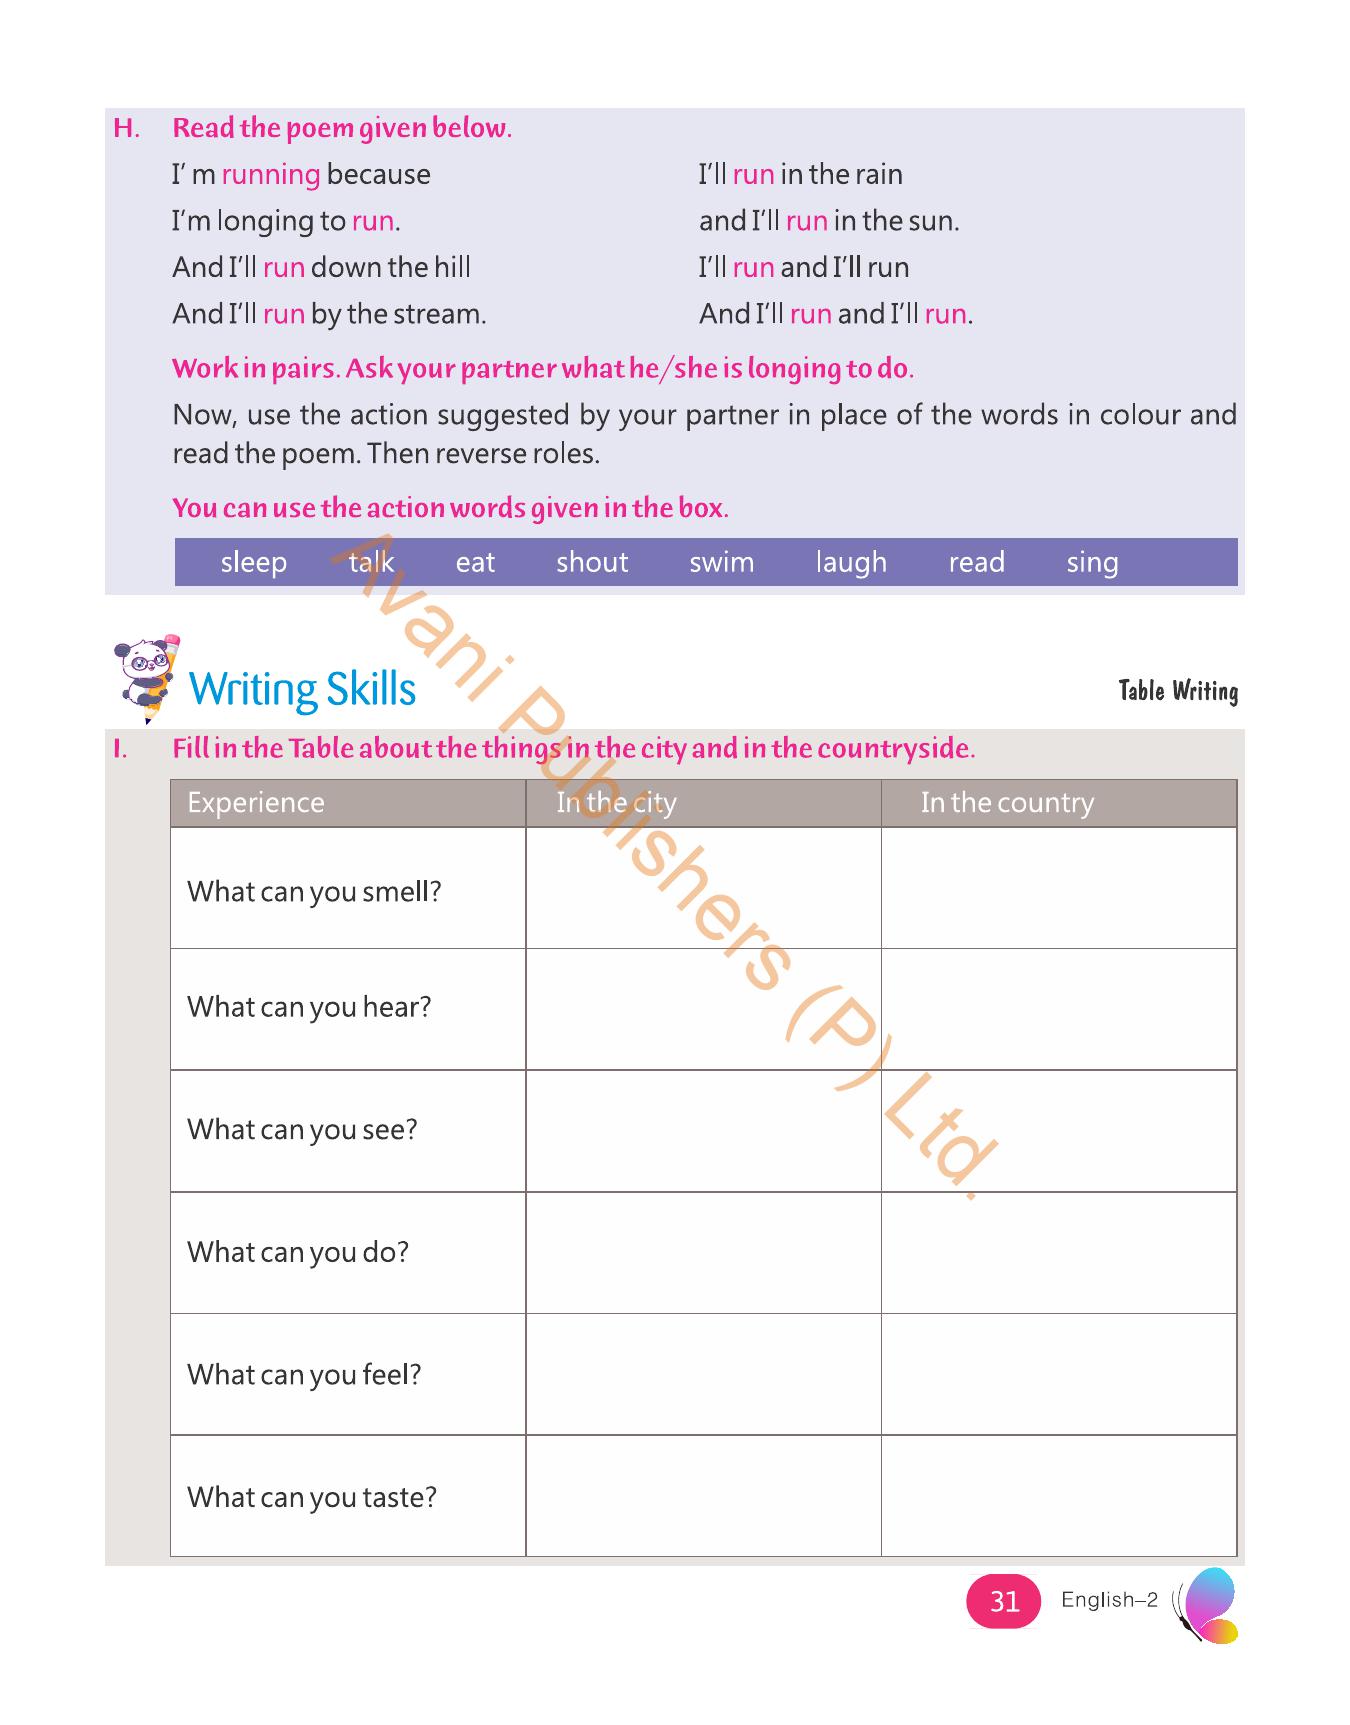 H. Read the poem given below.
I' m running because
I'm longing to run.
And I'll run down the hill
And I'll run by the stream.
I'll run in the rain
and I'll run in the sun.
I'll run and I'll run
And I'll run and I'll run.
Work in pairs. Ask your partner what he/she is longing to do.
Now, use the action suggested by your partner in place of the words in colour and
read the poem. Then reverse roles.
You can use the action words given in the box.
sleep talk eat shout swim laugh read sing
Writing Skills
Table Writing
I. Fill in the Table about the things in the city and in the countryside.
Experience In the city In the country
What can you smell?
What can you hear?
What can you see?
What can you do?
What can you feel?
What can you taste?
Avani Publishers (P) Ltd.
31 English–2